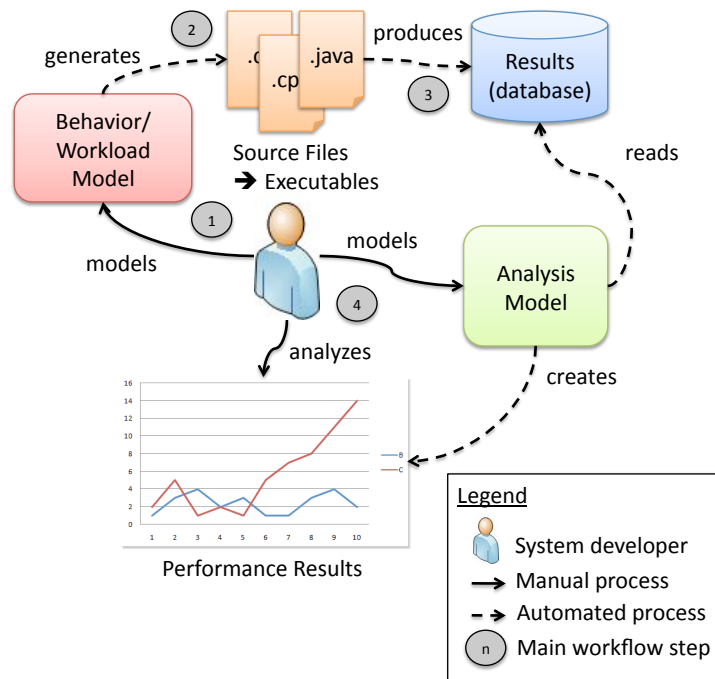 2
generates
.c
.cp
.java
produces
3
Results
(database)
Behavior/
Workload
Model
Source Files
➔ Executables
reads
1
models
models
4
Analysis
Model
analyzes
creates
16
14
12
10
8
6
4
2
0
1 2 3 4 5 6 7 8 9 10
B
C
Performance Results
Legend
System developer
Manual process
Automated process
n Main workflow step